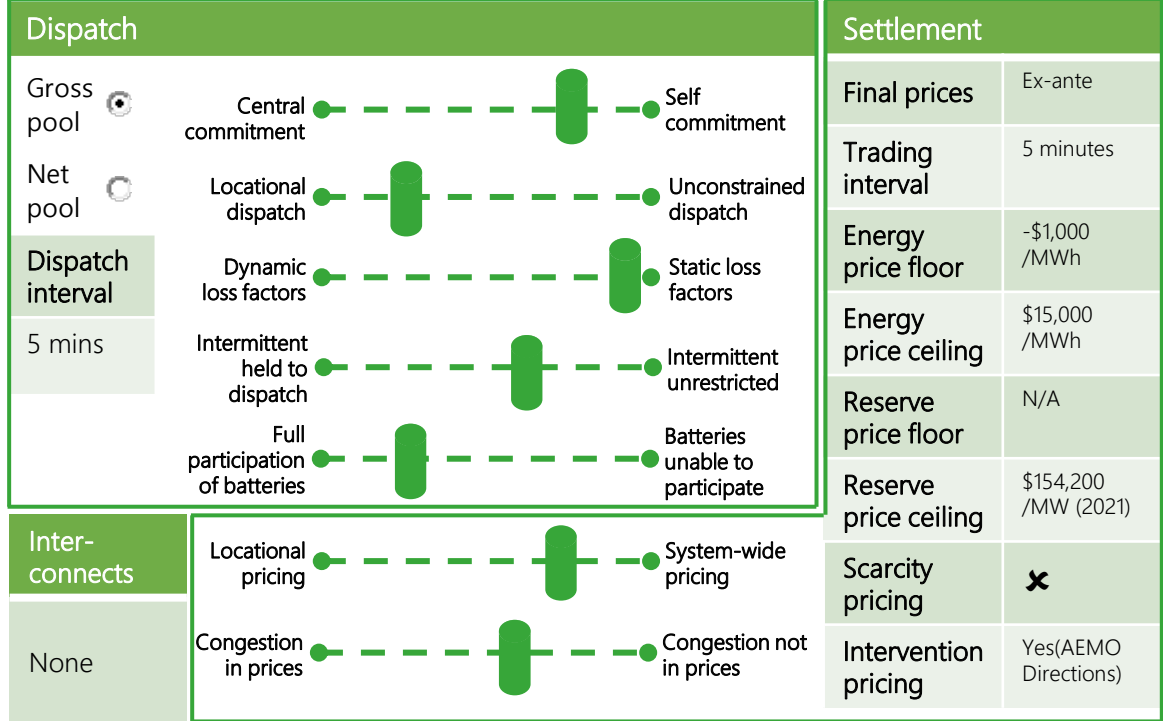 Dispatch
Gross
pool
Net
pool
Dispatch
interval
5 mins
Central
commitment
Self
commitment
Locational
dispatch
Unconstrained
dispatch
Dynamic
loss factors
Static loss
factors
Intermittent
held to
dispatch
Intermittent
unrestricted
Full
participation
of batteries
Batteries
unable to
participate
Inter-
connects
None
Locational
pricing
System-wide
pricing
Congestion
in prices
Congestion not
in prices
Settlement
Final prices
Ex-ante
Trading
interval
5 minutes
Energy
price floor
-$1,000
/MWh
Energy
price ceiling
$15,000
/MWh
Reserve
price floor
N/A
Reserve
price ceiling
$154,200
/MW (2021)
Scarcity
pricing
✘
Intervention
pricing
Yes(AEMO
Directions)